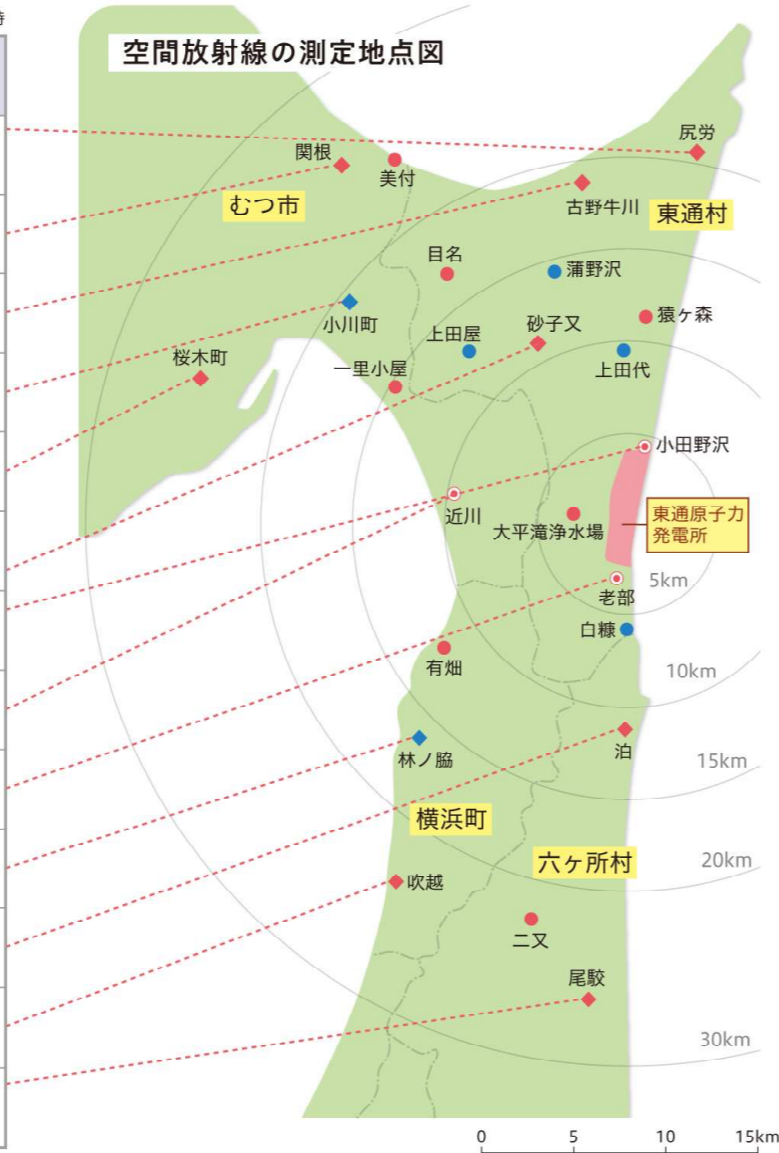 時
空間放射線の測定地点図
尻労
関根
美付
古野牛川
東通村
むつ市
目名
蒲野沢
小川町
上田屋
砂子又
猿ヶ森
桜木町
一里小屋
上田代
小田野沢
近川
大平滝浄水場
東通原子力
発電所
5km
老部
白糠
有畑
10km
林ノ脇
泊
15km
横浜町
六ヶ所村
20km
吹越
二又
尾駮
30km
0 5 10 15km